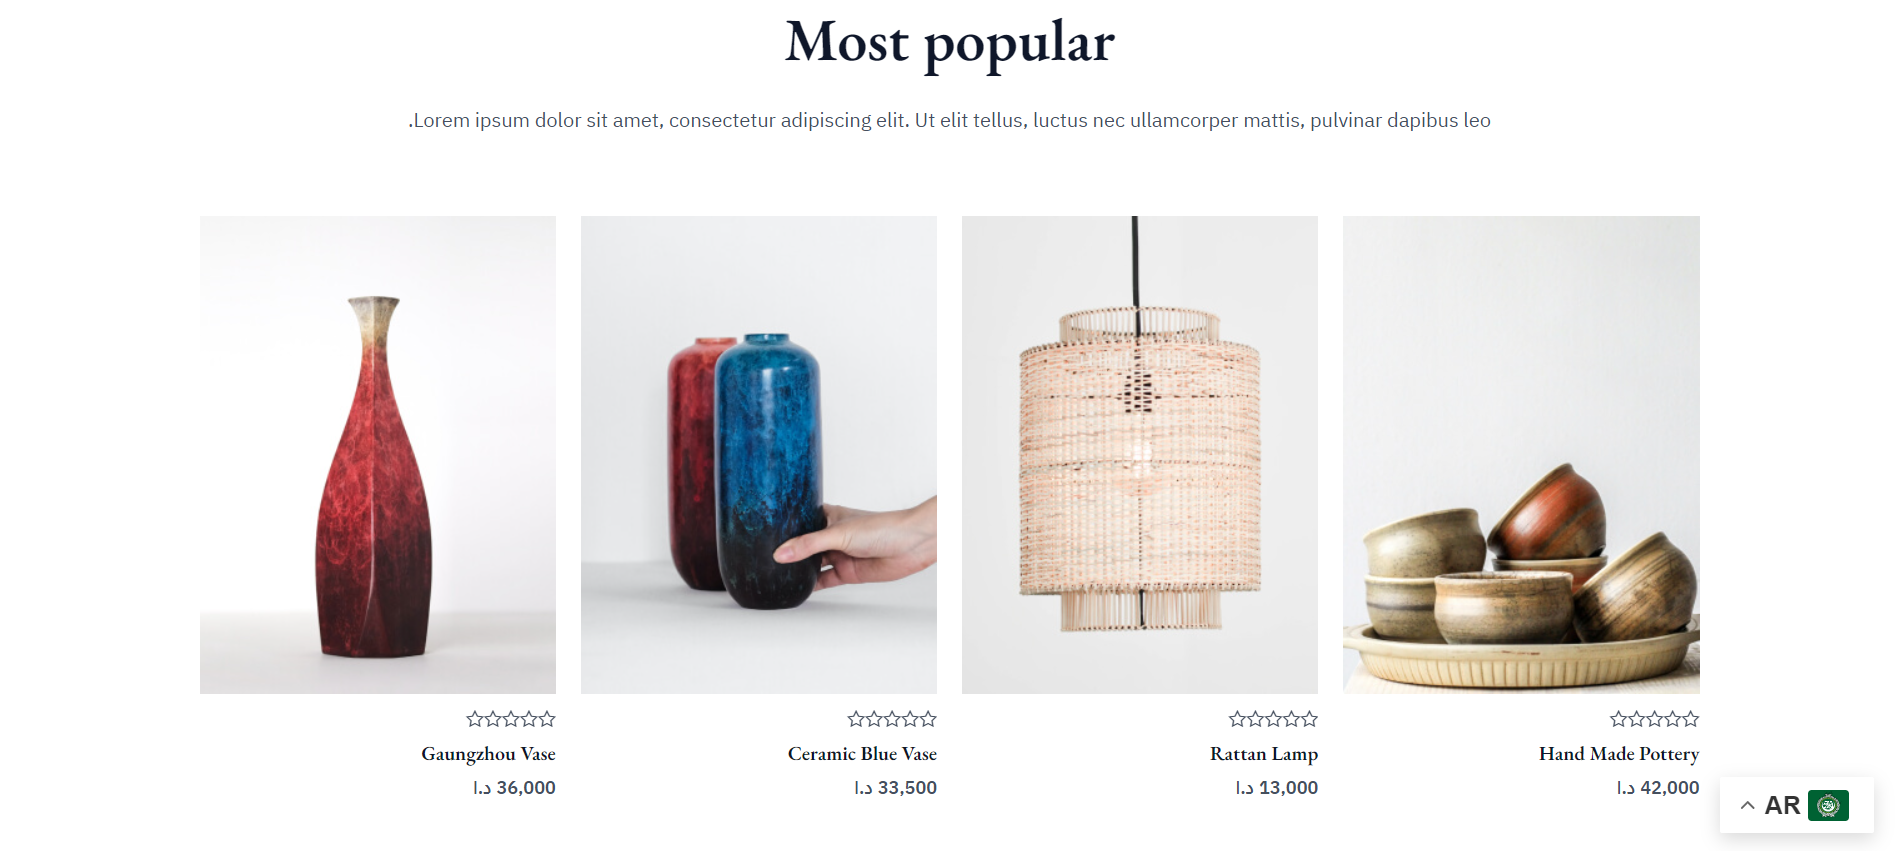 Most popular
.Lorem ipsum dolor sit amet, consectetur adipiscing elit. Ut elit tellus, luctus nec ullamcorper mattis, pulvinar dapibus leo
Gaungzhou Vase
د.ا 36,000
Ceramic Blue Vase
د.ا 33,500
Rattan Lamp
د.ا 13,000
Hand Made Pottery
د.ا 42,000
AR